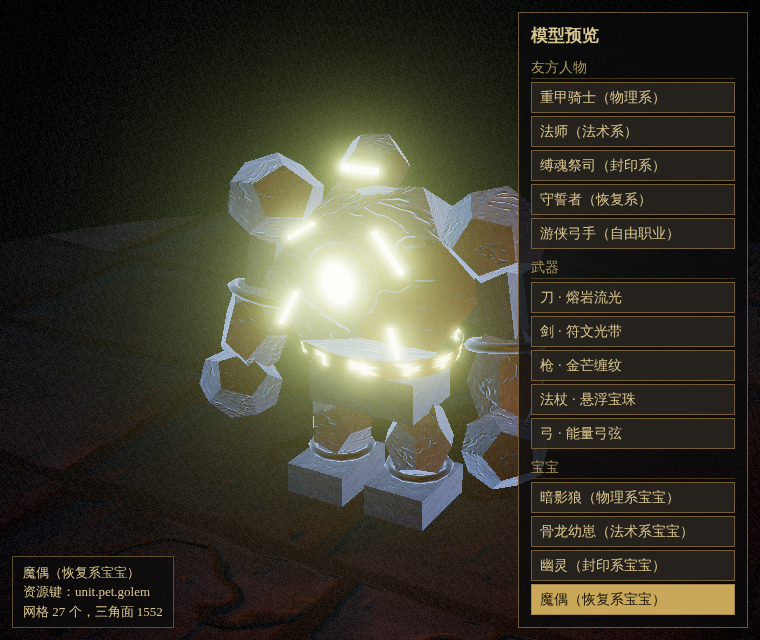 模型预览
友方人物
重甲骑士（物理系）
法师（法术系）
缚魂祭司（封印系）
守誓者（恢复系）
游侠弓手（自由职业）
武器
刀 · 熔岩流光
剑 · 符文光带
枪 · 金芒缠纹
法杖 · 悬浮宝珠
弓 · 能量弓弦
宝宝
暗影狼（物理系宝宝）
骨龙幼崽（法术系宝宝）
幽灵（封印系宝宝）
魔偶（恢复系宝宝）
魔偶（恢复系宝宝）
资源键：unit.pet.golem
网格 27 个，三角面 1552